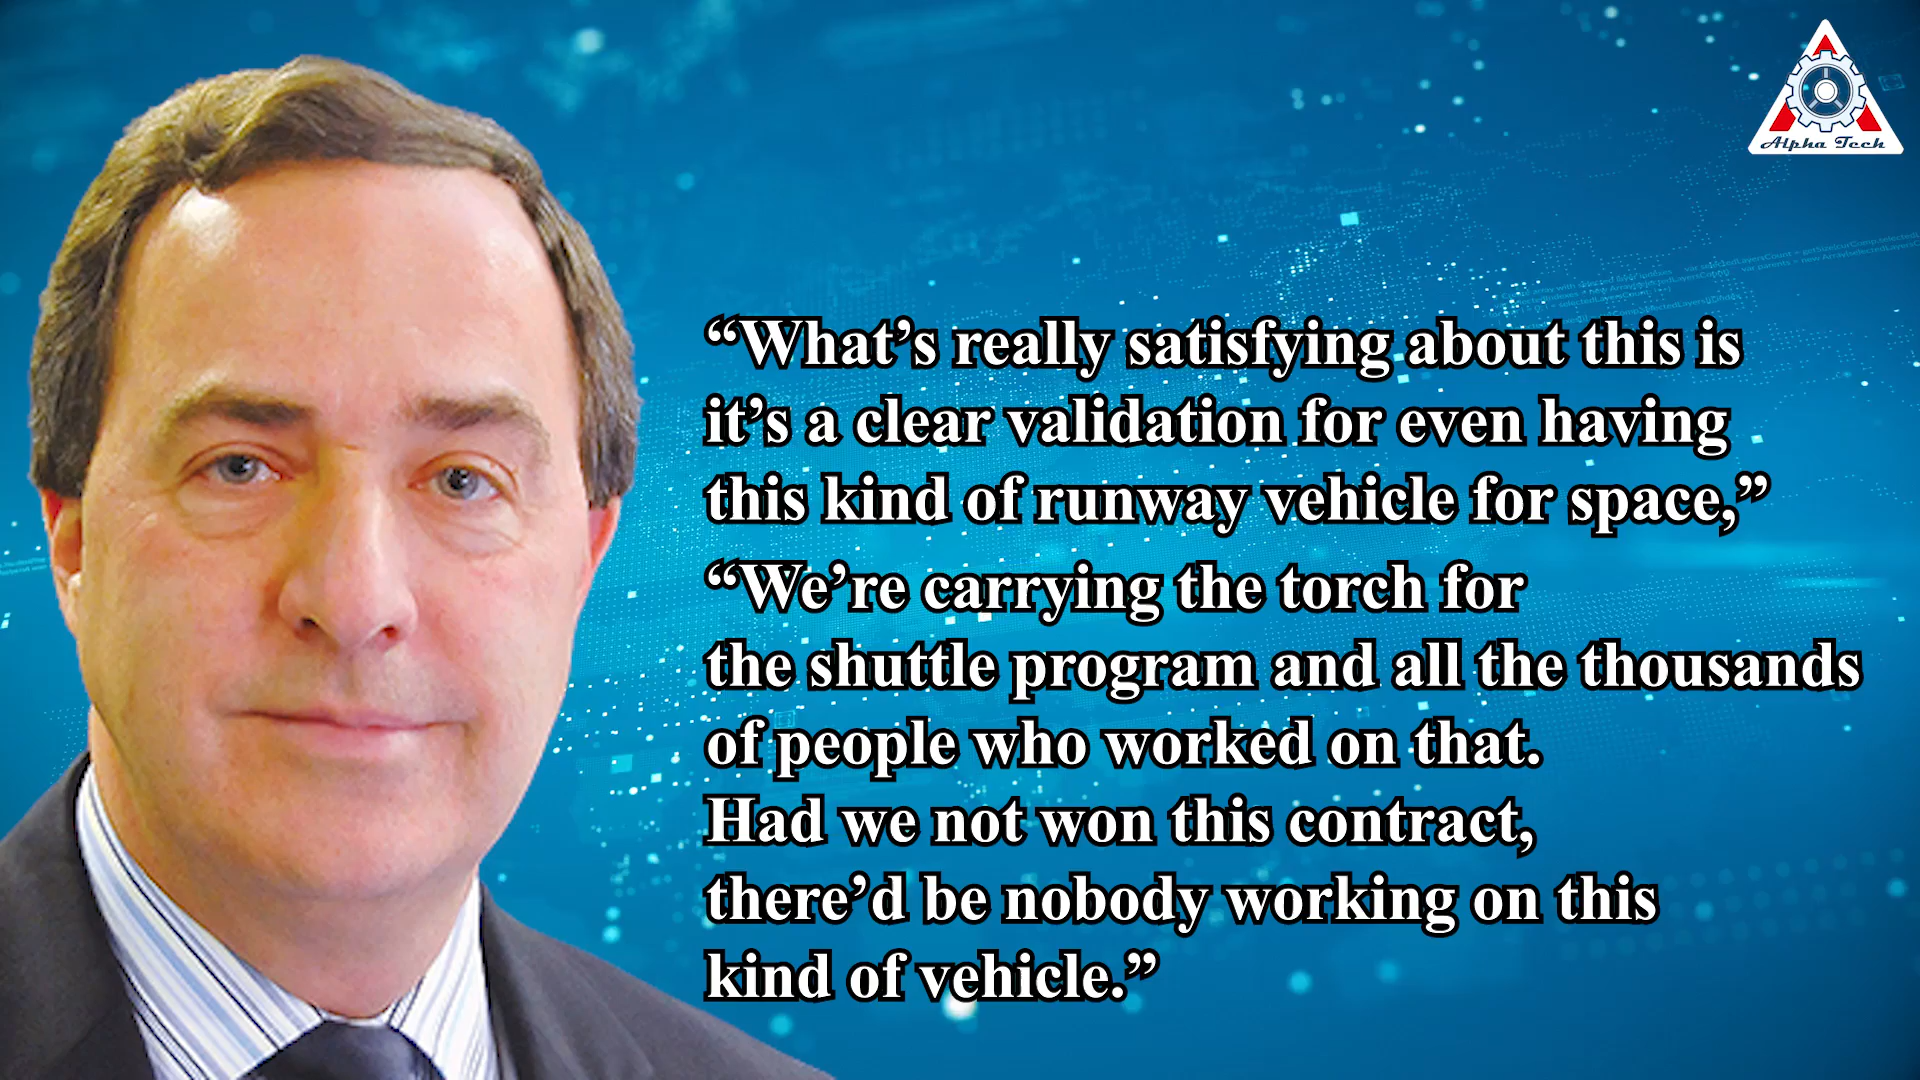 Alpha Tech
“What’s really satisfying about this is
it’s a clear validation for even having
this kind of runway vehicle for space,”
“We’re carrying the torch for
the shuttle program and all the thousands
of people who worked on that.
Had we not won this contract,
there’d be nobody working on this
kind of vehicle.”